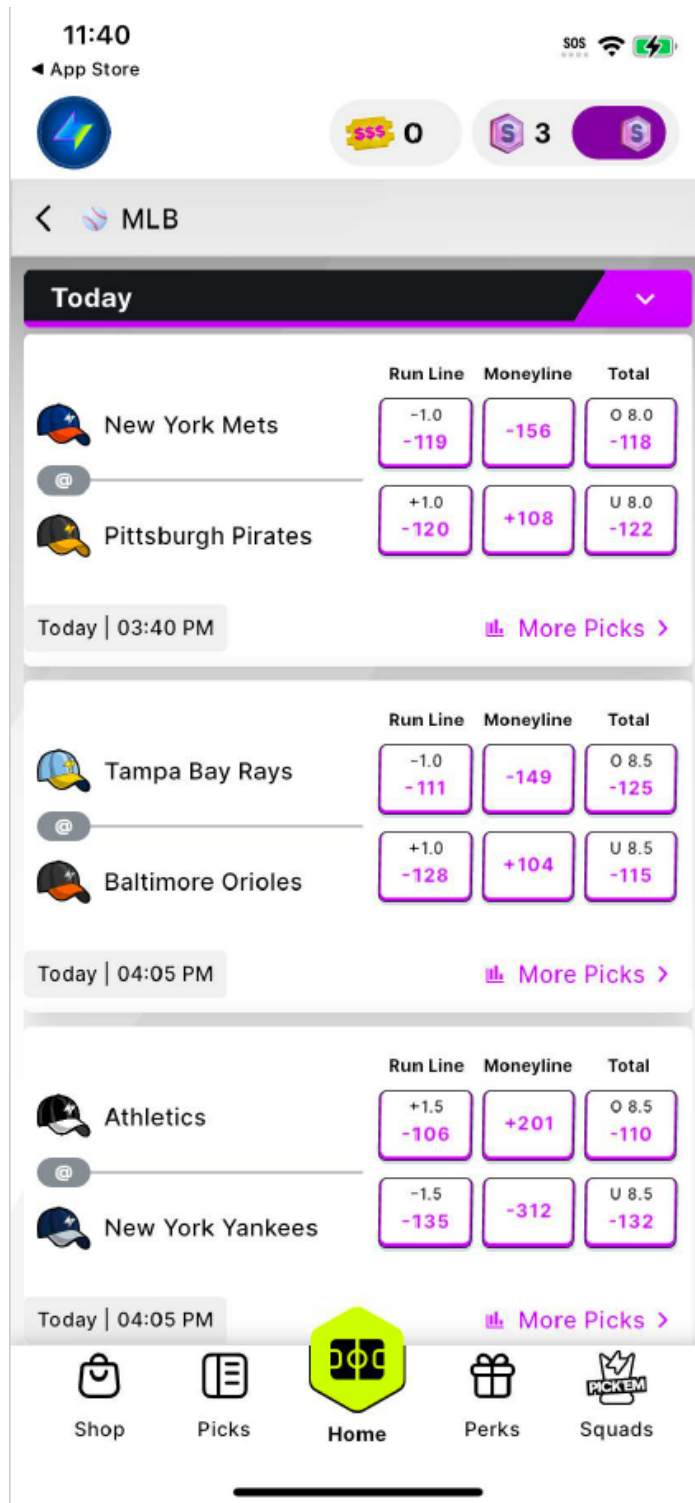 11:40
SOS
◀ App Store
$$$ 0
S 3
S
MLB
Today
Run Line Moneyline Total
New York Mets
-1.0 -156 O 8.0
-119 -118
@
Pittsburgh Pirates
+1.0 +108 U 8.0
-120 -122
Today | 03:40 PM
More Picks >
Run Line Moneyline Total
Tampa Bay Rays
-1.0 -149 O 8.5
-111 -125
@
Baltimore Orioles
+1.0 +104 U 8.5
-128 -115
Today | 04:05 PM
More Picks >
Run Line Moneyline Total
Athletics
+1.5 +201 O 8.5
-106 -110
@
New York Yankees
-1.5 -312 U 8.5
-135 -132
Today | 04:05 PM
More Picks >
PICK'EM
Shop Picks Home Perks Squads